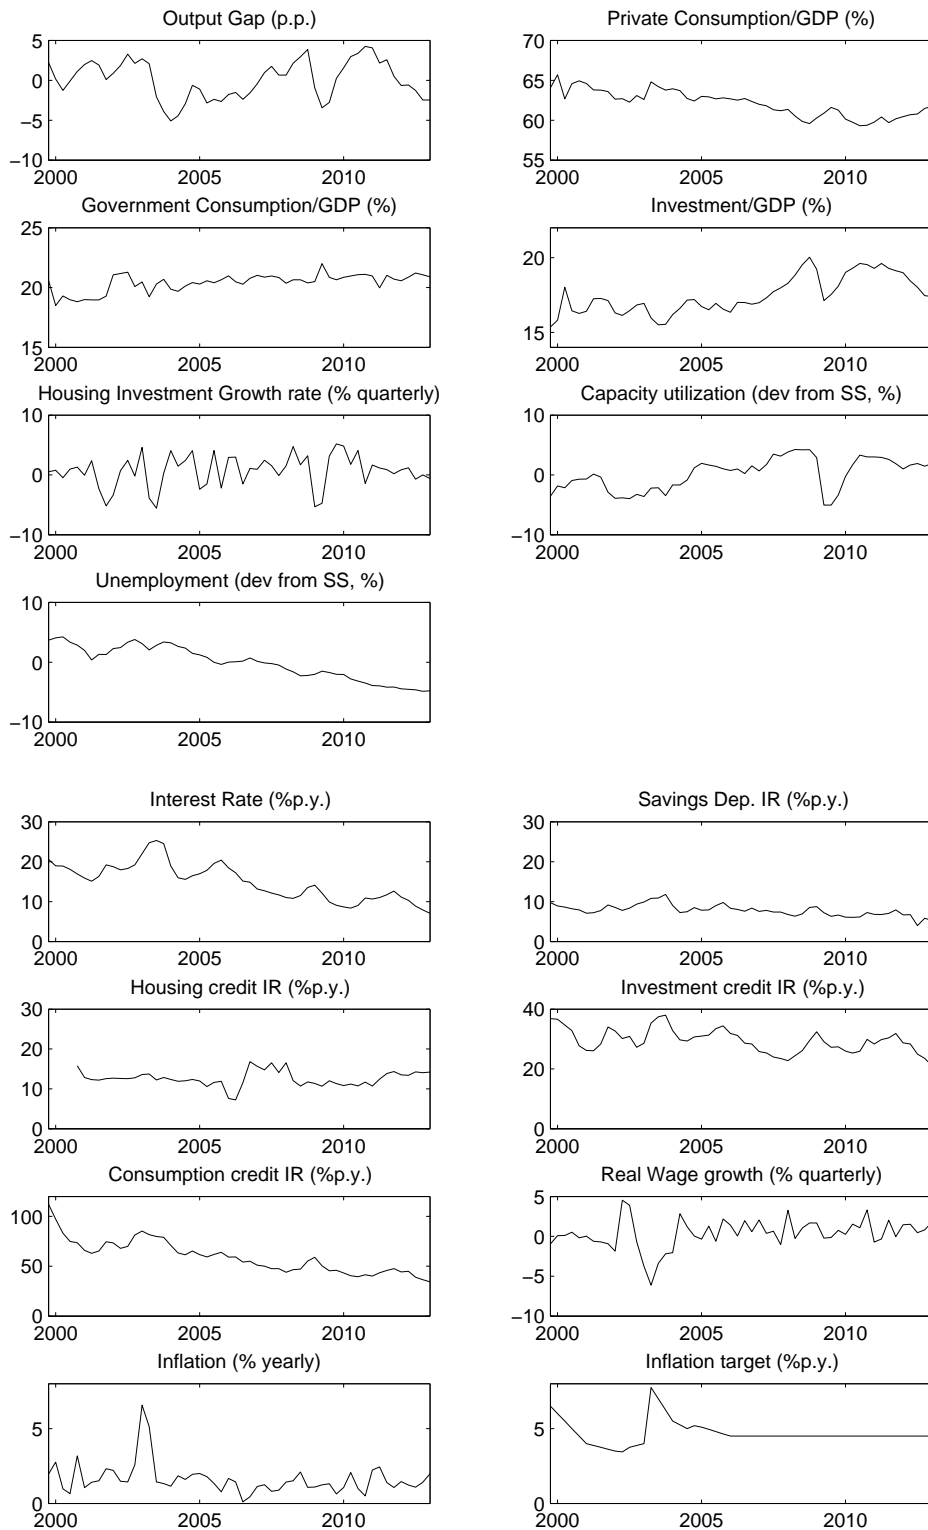 Output Gap (p.p.)
5
0
−5
−10
2000 2005 2010
Private Consumption/GDP (%)
70
65
60
55
2000 2005 2010
Government Consumption/GDP (%)
25
20
15
2000 2005 2010
Investment/GDP (%)
20
15
2000 2005 2010
Housing Investment Growth rate (% quarterly)
10
0
−10
2000 2005 2010
Capacity utilization (dev from SS, %)
10
0
−10
2000 2005 2010
Unemployment (dev from SS, %)
10
0
−10
2000 2005 2010
Interest Rate (%p.y.)
30
20
10
0
2000 2005 2010
Savings Dep. IR (%p.y.)
30
20
10
0
2000 2005 2010
Housing credit IR (%p.y.)
30
20
10
0
2000 2005 2010
Investment credit IR (%p.y.)
40
20
0
2000 2005 2010
Consumption credit IR (%p.y.)
100
50
0
2000 2005 2010
Real Wage growth (% quarterly)
5
0
−5
−10
2000 2005 2010
Inflation (% yearly)
5
0
2000 2005 2010
Inflation target (%p.y.)
5
0
2000 2005 2010